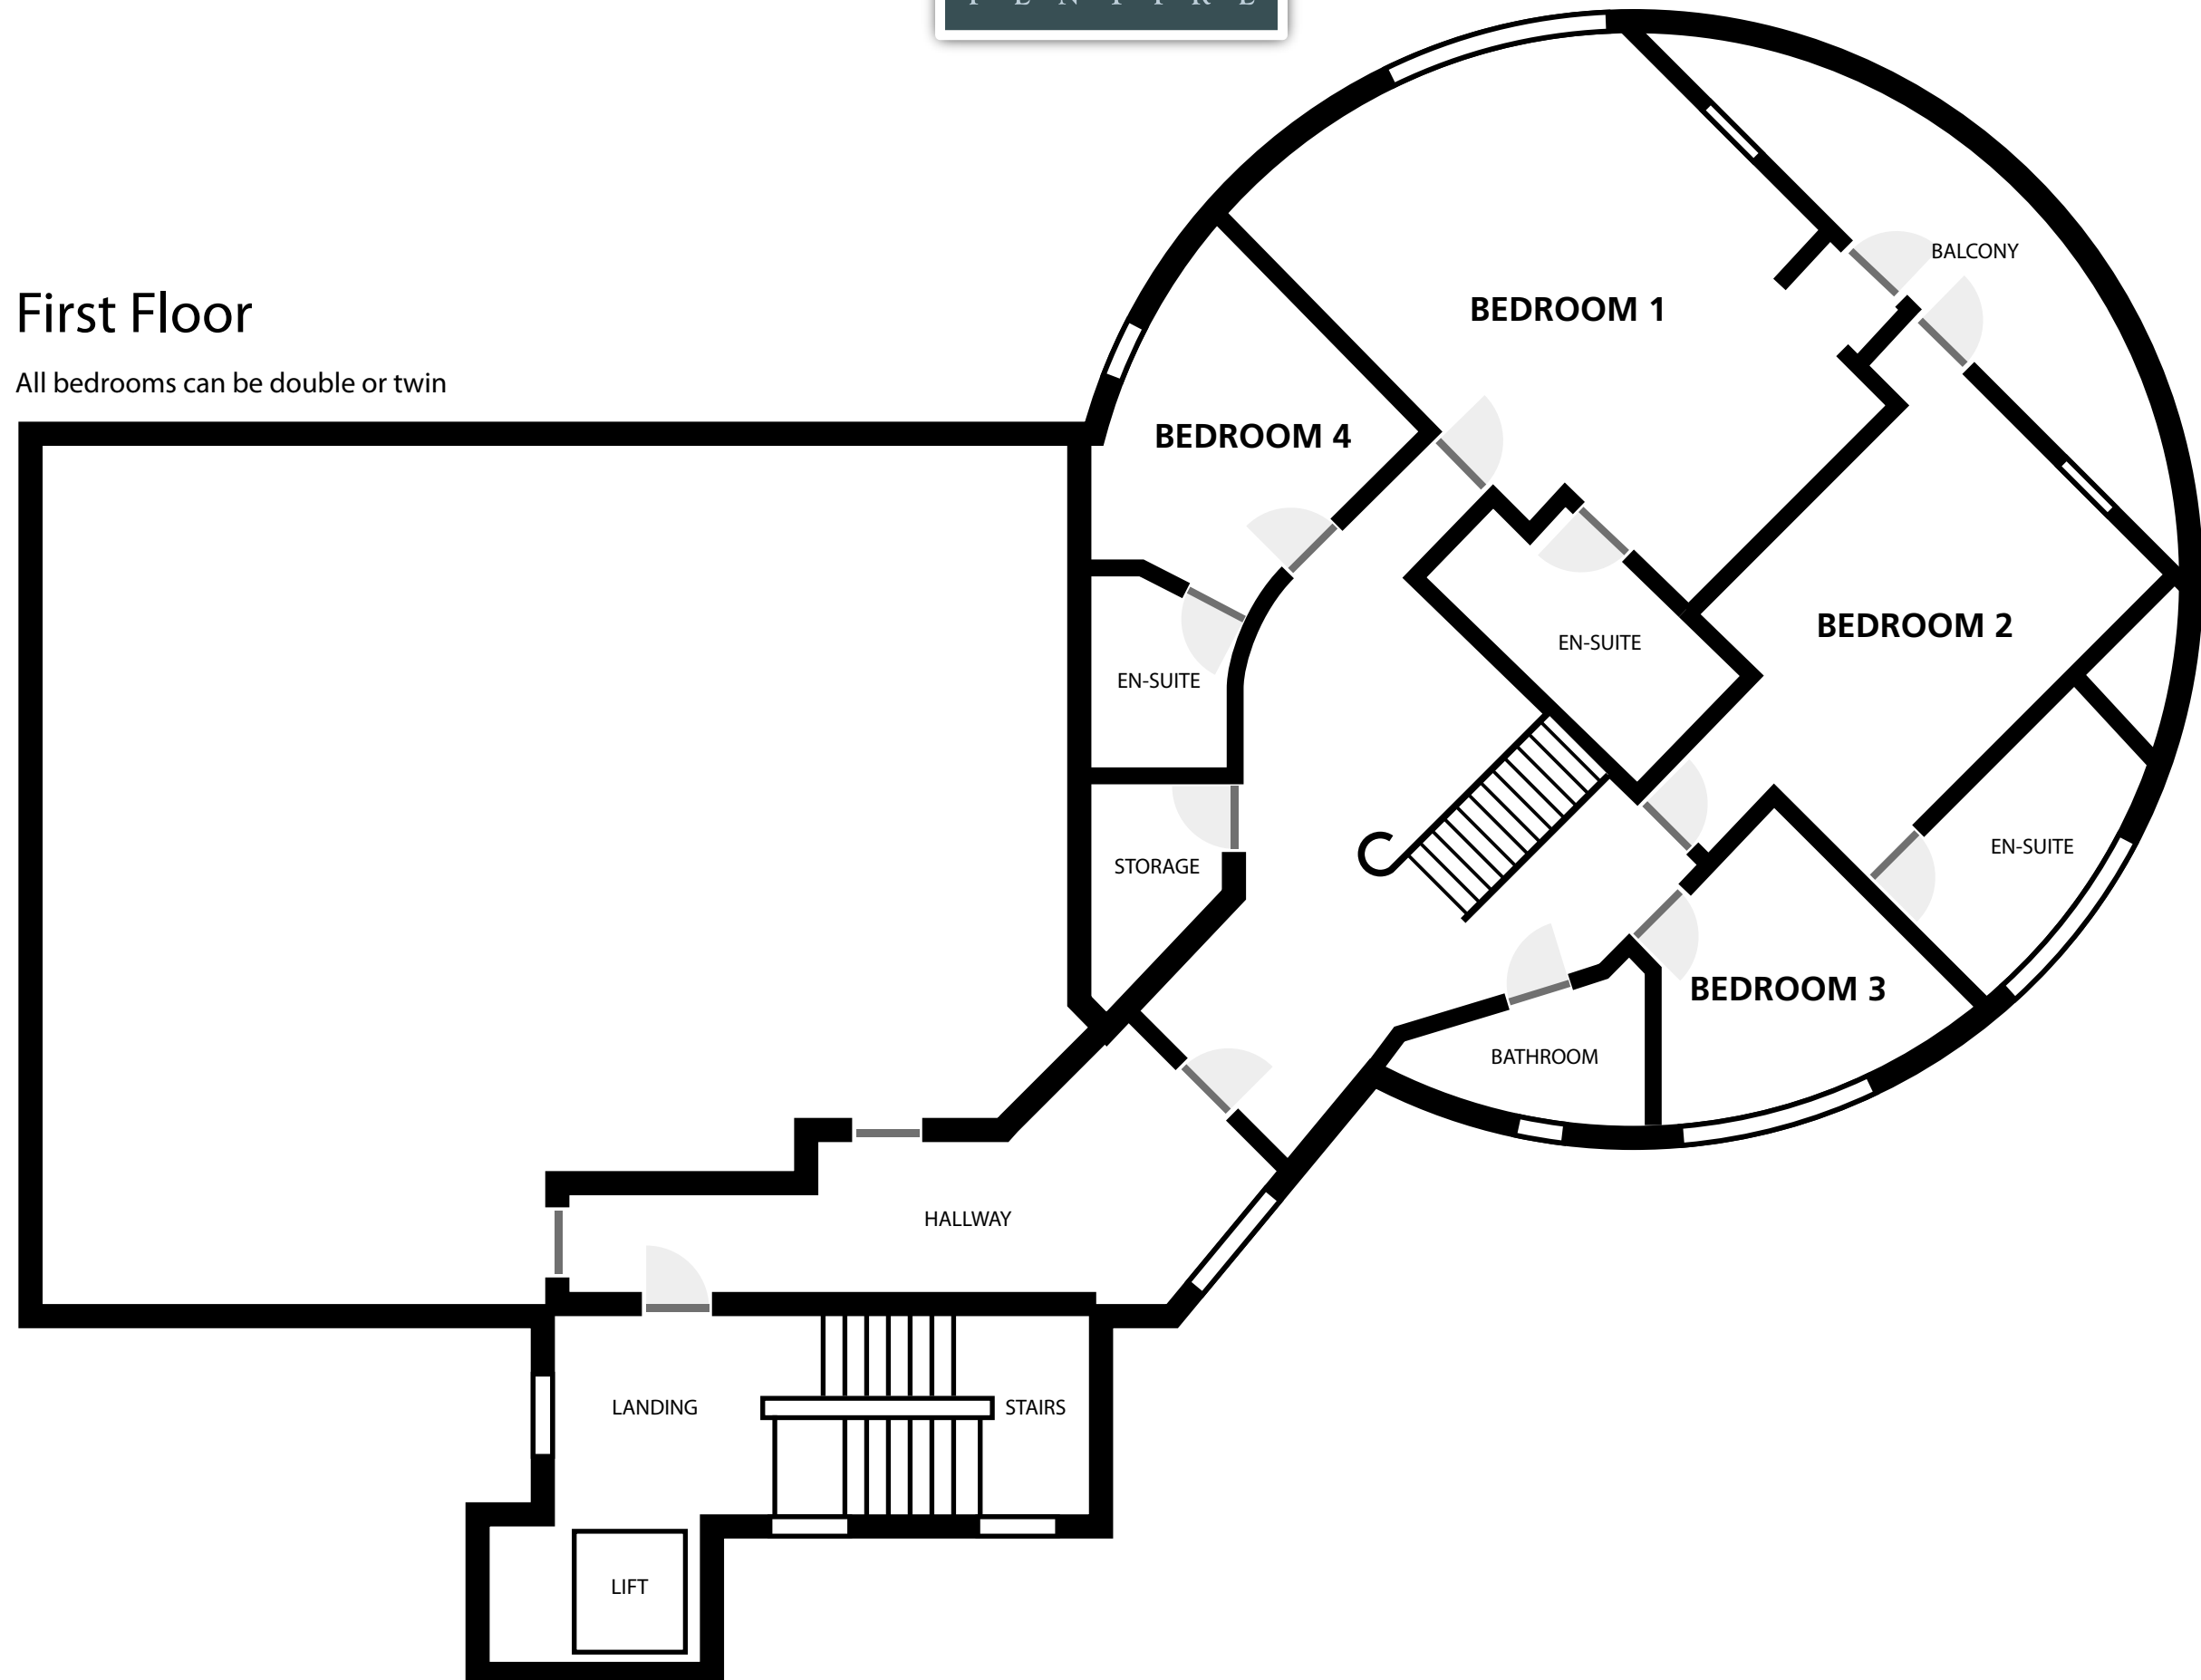 First Floor
All bedrooms can be double or twin
BALCONY
BEDROOM 1
BEDROOM 4
BEDROOM 2
EN-SUITE
EN-SUITE
STORAGE
EN-SUITE
BEDROOM 3
BATHROOM
HALLWAY
LANDING
STAIRS
LIFT